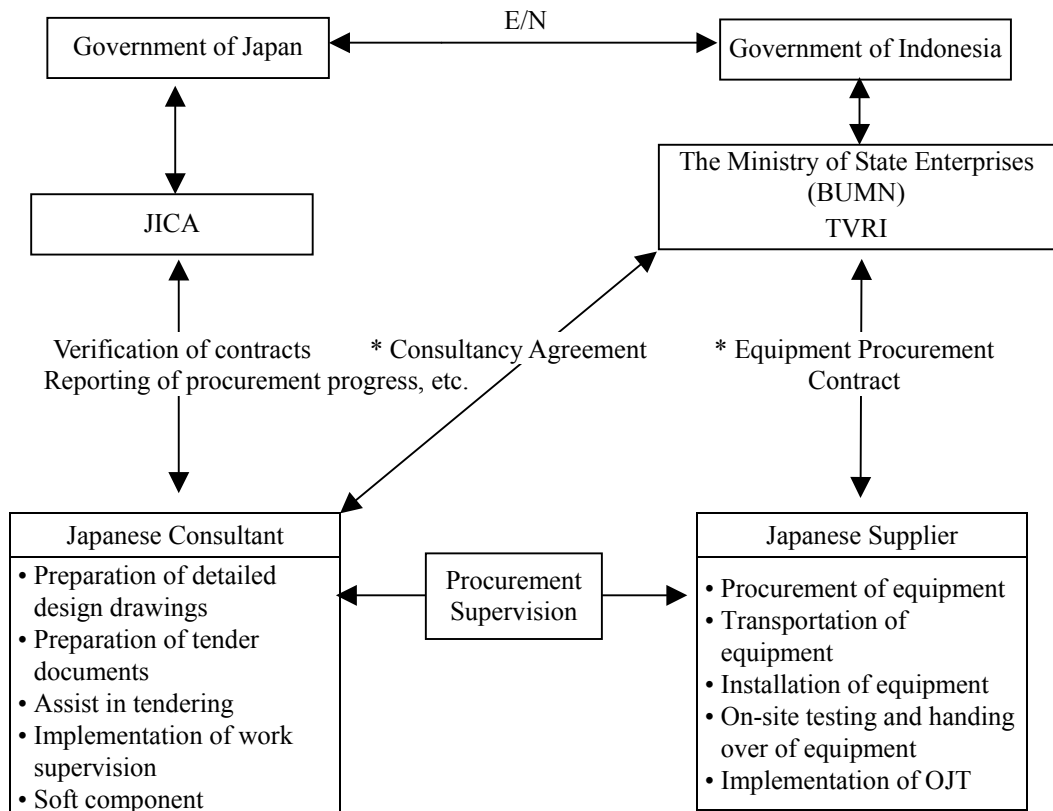 E/N
Government of Japan
Government of Indonesia
The Ministry of State Enterprises
(BUMN)
TVRI
JICA
Verification of contracts
Reporting of procurement progress, etc.
* Consultancy Agreement
* Equipment Procurement
Contract
Japanese Consultant
• Preparation of detailed
design drawings
• Preparation of tender
documents
• Assist in tendering
• Implementation of work
supervision
• Soft component
Procurement
Supervision
Japanese Supplier
• Procurement of equipment
• Transportation of
equipment
• Installation of equipment
• On-site testing and handing
over of equipment
• Implementation of OJT